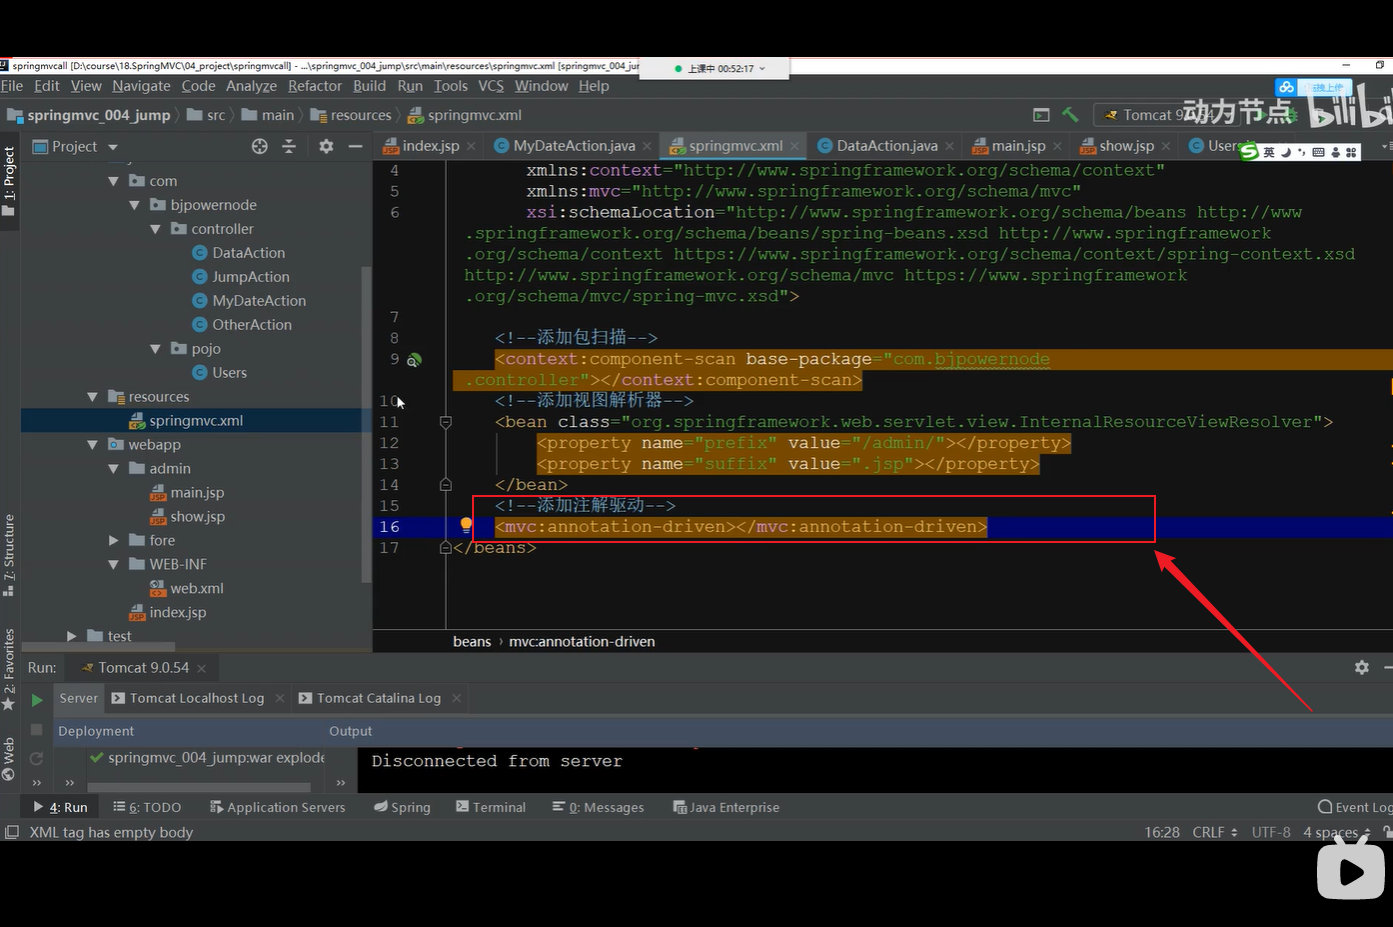 springmvcall [D:\course\18.SpringMVC\04_project\springmvcall] - ...\springmvc_004_jump\src\main\resources\springmvc.xml [springmvc_004_jum
上课中 00:52:17
File Edit View Navigate Code Analyze Refactor Build Run Tools VCS Window Help
springmvc_004_jump src main resources springmvc.xml
Tomcat 9.0.54
动力节点 bilibili
Project
index.jsp MyDateAction.java springmvc.xml DataAction.java main.jsp show.jsp Users
英
1: Project
com
bjpowernode
controller
DataAction
JumpAction
MyDateAction
OtherAction
pojo
Users
resources
springmvc.xml
webapp
admin
main.jsp
show.jsp
fore
WEB-INF
web.xml
index.jsp
test
7: Structure
2: Favorites
Web
4 xmlns:context="http://www.springframework.org/schema/context"
5 xmlns:mvc="http://www.springframework.org/schema/mvc"
6 xsi:schemaLocation="http://www.springframework.org/schema/beans http://www
.springframework.org/schema/beans/spring-beans.xsd http://www.springframework
.org/schema/context https://www.springframework.org/schema/context/spring-context.xsd
http://www.springframework.org/schema/mvc https://www.springframework
.org/schema/mvc/spring-mvc.xsd">
7
8 <!--添加包扫描-->
9 <context:component-scan base-package="com.bjpowernode
.controller"></context:component-scan>
10 <!--添加视图解析器-->
11 <bean class="org.springframework.web.servlet.view.InternalResourceViewResolver">
12 <property name="prefix" value="/admin/"></property>
13 <property name="suffix" value=".jsp"></property>
14 </bean>
15 <!--添加注解驱动-->
16 <mvc:annotation-driven></mvc:annotation-driven>
17 </beans>
beans › mvc:annotation-driven
Run: Tomcat 9.0.54
Server Tomcat Localhost Log Tomcat Catalina Log
Deployment Output
springmvc_004_jump:war explode
Disconnected from server
4: Run 6: TODO Application Servers Spring Terminal 0: Messages Java Enterprise Event Log
XML tag has empty body
16:28 CRLF UTF-8 4 spaces